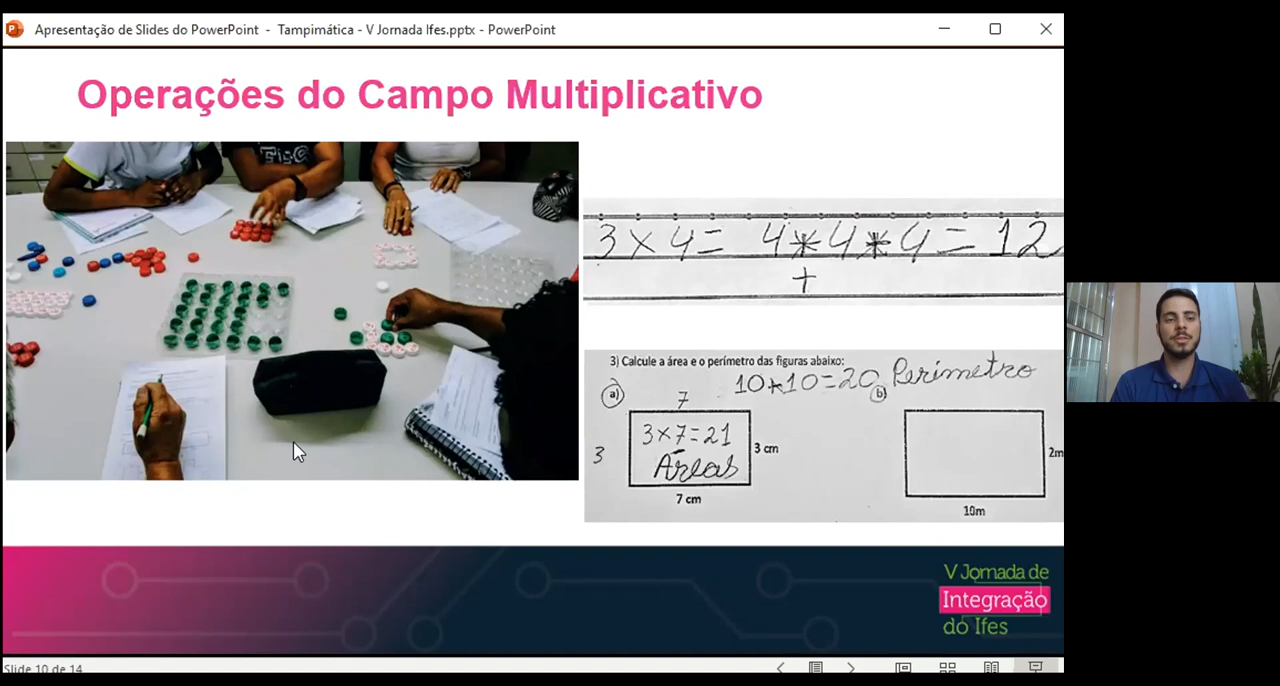 Apresentação de Slides do PowerPoint - Tampimática - V Jornada Ifes.pptx - PowerPoint
Operações do Campo Multiplicativo
3 x 4 = 4 * 4 * 4 = 12
+
3) Calcule a área e o perímetro das figuras abaixo:
10+10=20 Perímetro
a)
7
b)
3
3x7=21
Áreas
3 cm
2m
7 cm
10m
V Jornada de
Integração
do Ifes
Slide 10 de 14